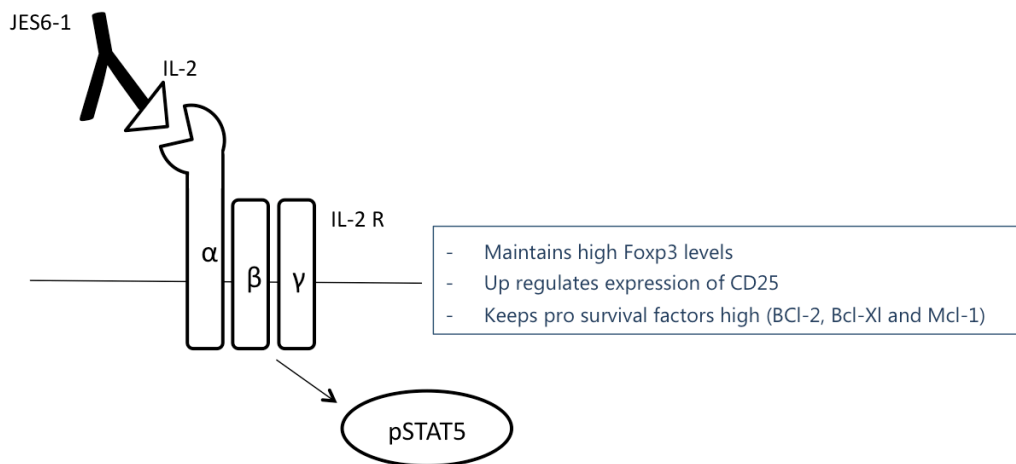 JES6-1
IL-2
IL-2 R
α
β
γ
- Maintains high Foxp3 levels
- Up regulates expression of CD25
- Keeps pro survival factors high (BCl-2, Bcl-Xl and Mcl-1)
pSTAT5